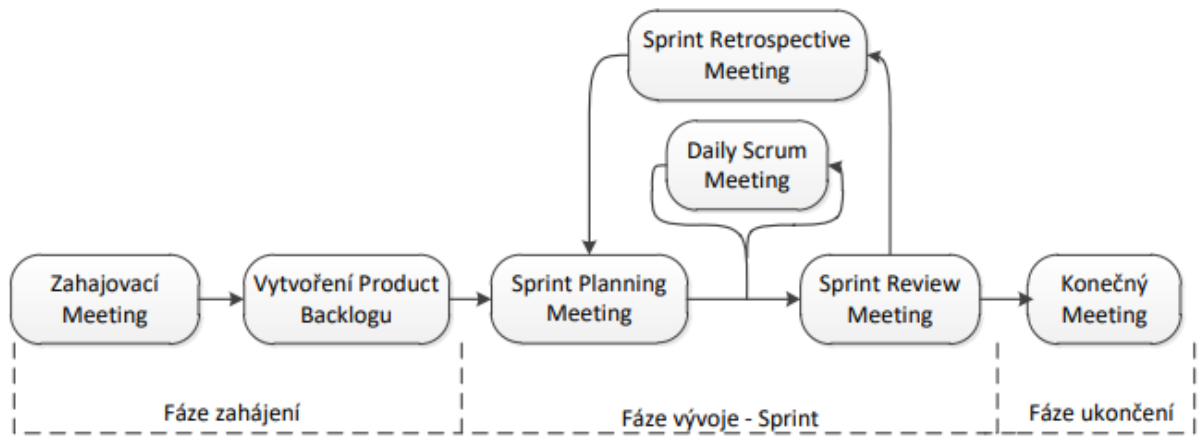 Sprint Retrospective
Meeting
Daily Scrum
Meeting
Zahajovací
Meeting
Vytvoření Product
Backlogu
Sprint Planning
Meeting
Sprint Review
Meeting
Konečný
Meeting
Fáze zahájení
Fáze vývoje - Sprint
Fáze ukončení